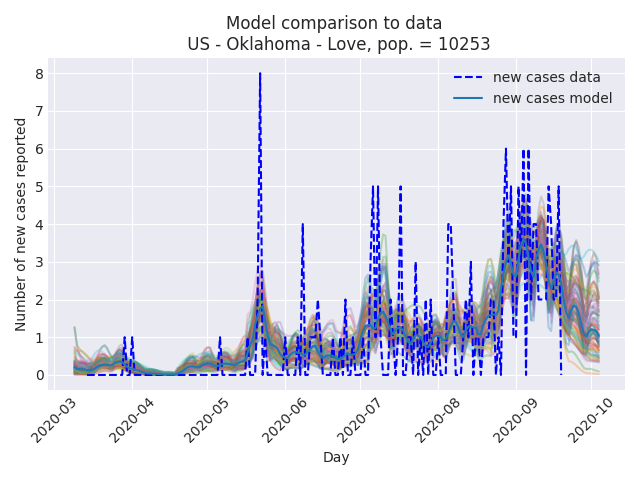 Model comparison to data
US - Oklahoma - Love, pop. = 10253
new cases data
new cases model
Number of new cases reported
8
7
6
5
4
3
2
1
0
2020-03
2020-04
2020-05
2020-06
2020-07
2020-08
2020-09
2020-10
Day